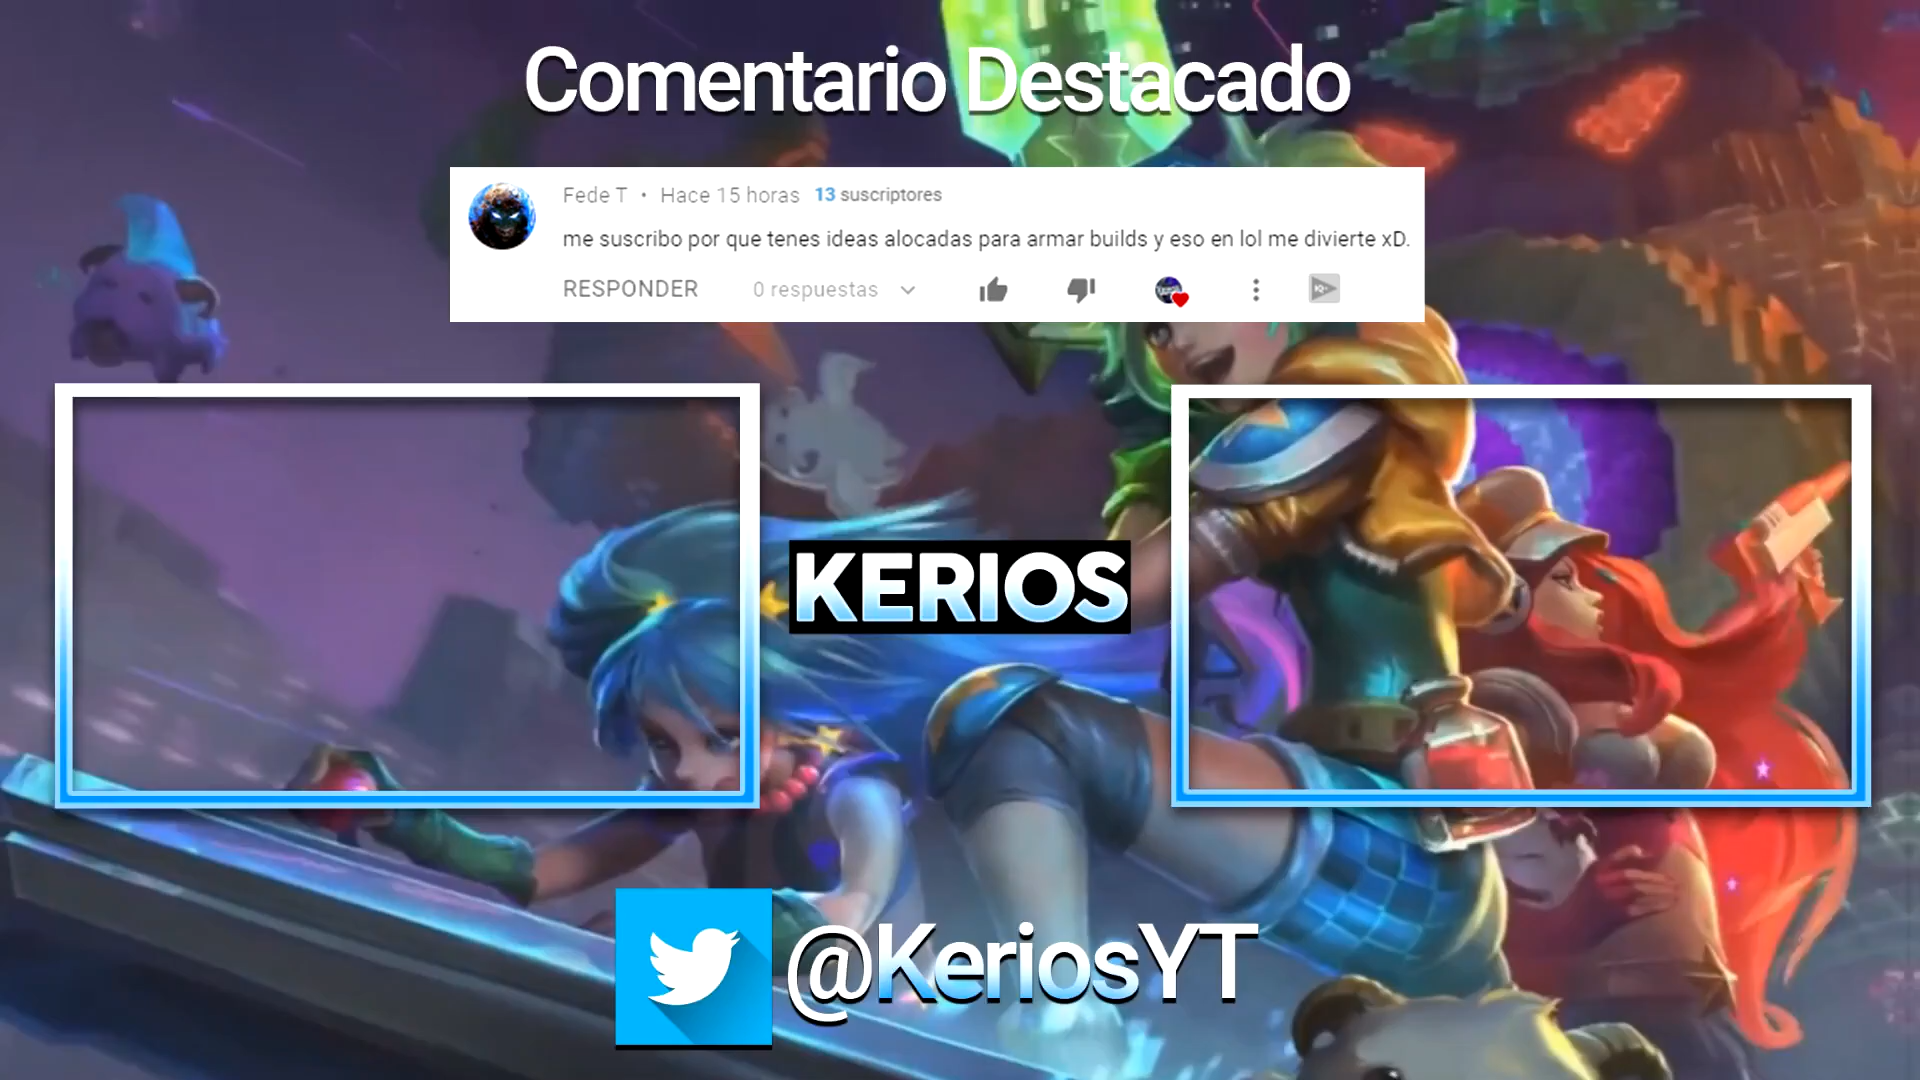 Comentario Destacado
Fede T • Hace 15 horas 13 suscriptores
me suscribo por que tenes ideas alocadas para armar builds y eso en lol me divierte xD.
RESPONDER 0 respuestas
KERIOS
@KeriosYT